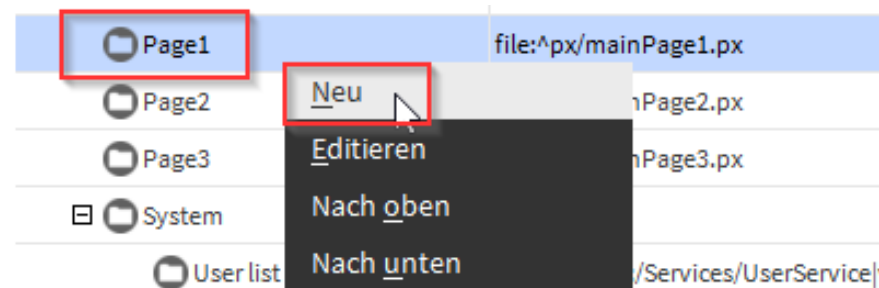 Page1 file:^px/mainPage1.px
Neu
Page2 nPage2.px
Editieren
Page3 nPage3.px
Nach oben
System
Nach unten
User list /Services/UserService|